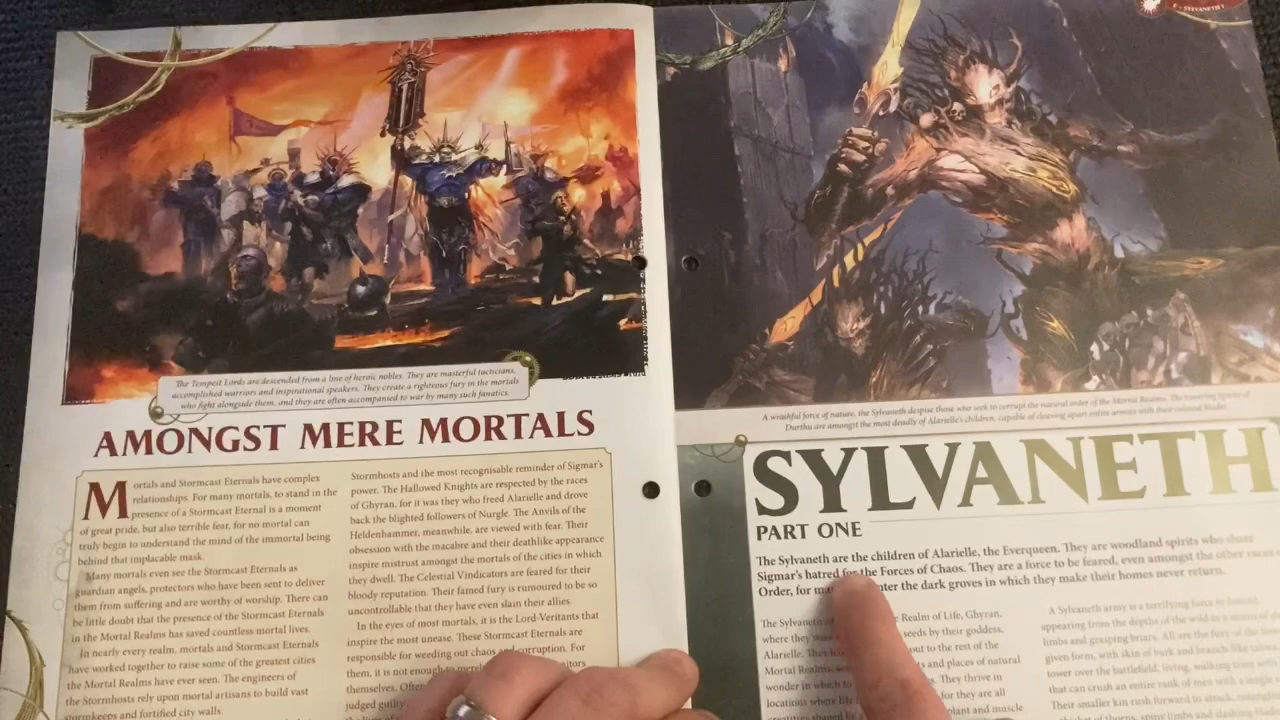 The Tempest Lords are descended from a line of heroic nobles. They are masterful tacticians,
accomplished warriors and inspirational speakers. They create a righteous fury in the mortals
who fight alongside them, and they are often accompanied to war by many such fanatics.
AMONGST MERE MORTALS
Mortals and Stormcast Eternals have complex
relationships. For many mortals, to stand in the
presence of a Stormcast Eternal is a moment
of great pride, but also terrible fear, for no mortal can
truly begin to understand the mind of the immortal being
behind that implacable mask.
Many mortals even see the Stormcast Eternals as
guardian angels, protectors who have been sent to deliver
them from suffering and are worthy of worship. There can
be little doubt that the presence of the Stormcast Eternals
in the Mortal Realms has saved countless mortal lives.
In nearly every realm, mortals and Stormcast Eternals
have worked together to raise some of the greatest cities
the Mortal Realms have ever seen. The engineers of
the Stormhosts rely upon mortal artisans to build vast
stormkeeps and fortified city walls.
Stormhosts and the most recognisable reminder of Sigmar's
power. The Hallowed Knights are respected by the races
of Ghyran, for it was they who freed Alarielle and drove
back the blighted followers of Nurgle. The Anvils of the
Heldenhammer, meanwhile, are viewed with fear. Their
obsession with the macabre and their deathlike appearance
inspire mistrust amongst the mortals of the cities in which
they dwell. The Celestial Vindicators are feared for their
bloody reputation. Their famed fury is rumoured to be so
uncontrollable that they have even slain their allies.
In the eyes of most mortals, it is the Lord-Veritants that
inspire the most unease. These Stormcast Eternals are
responsible for weeding out chaos and corruption. For
them, it is not enough to merely
themselves.
judged
SYLVANETH
A wrathful force of nature, the Sylvaneth despise those who seek to corrupt the natural order of the Mortal Realms. The towering Spirits of
Durthu are amongst the most deadly of Alarielle's children, capable of cleaving apart entire armies with their colossal blades.
SYLVANETH
PART ONE
The Sylvaneth are the children of Alarielle, the Everqueen. They are woodland spirits who share
Sigmar's hatred for the Forces of Chaos. They are a force to be feared, even amongst the other races
Order, for enter the dark groves in which they make their homes never return.
The Sylvaneth Realm of Life, Ghyran,
where they seeds by their goddess,
Alarielle. out to the rest of the
Mortal Realms, and places of natural
wonder in which to They thrive in
locations where life for they are all
plant and muscle
A Sylvaneth army is a terrifying force to
appearing from the depths of the wild in a
limbs and grasping briars. All are the fury of the
given form, with skin of bark and branch-like
tower over the battlefield, living, walking
that can crush an entire rank of men with a single
Their smaller kin rush forward to attack,